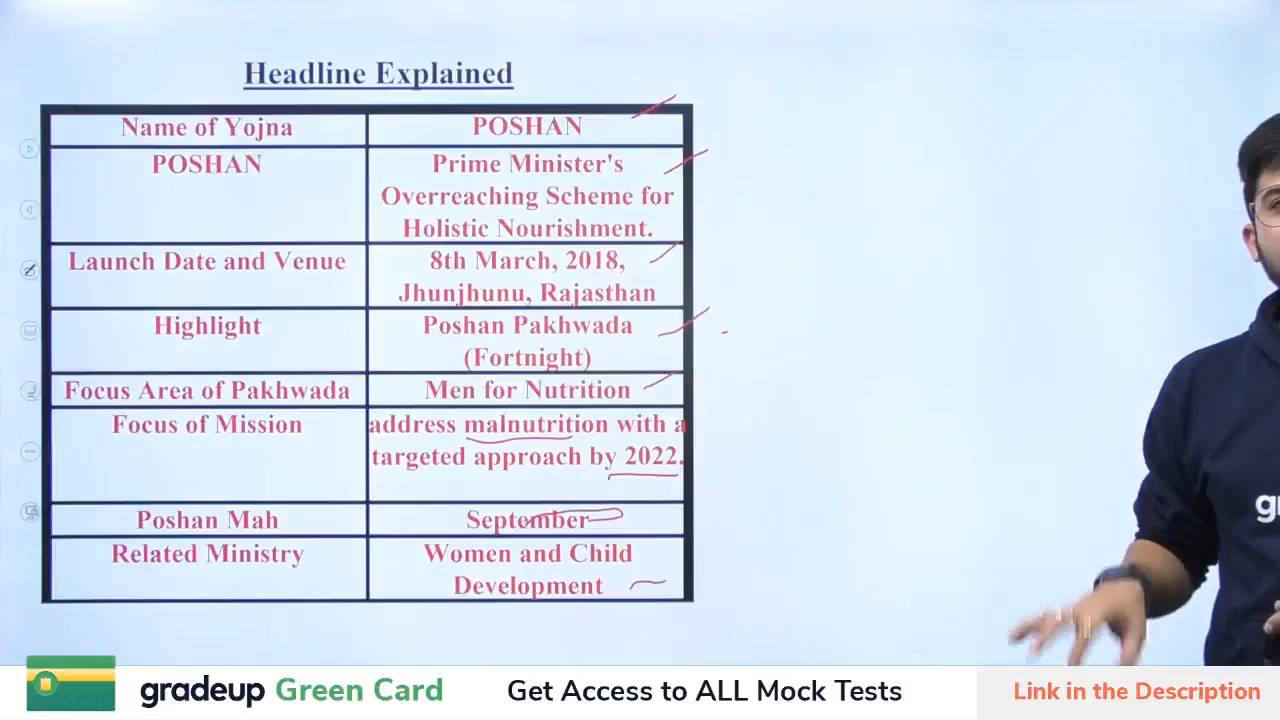 Headline Explained
Name of Yojna
POSHAN
POSHAN
Prime Minister's
Overreaching Scheme for
Holistic Nourishment.
Launch Date and Venue
8th March, 2018,
Jhunjhunu, Rajasthan
Highlight
Poshan Pakhwada
(Fortnight)
Focus Area of Pakhwada
Men for Nutrition
Focus of Mission
address malnutrition with a
targeted approach by 2022.
Poshan Mah
September
Related Ministry
Women and Child
Development
gr
gradeup Green Card
Get Access to ALL Mock Tests
Link in the Description